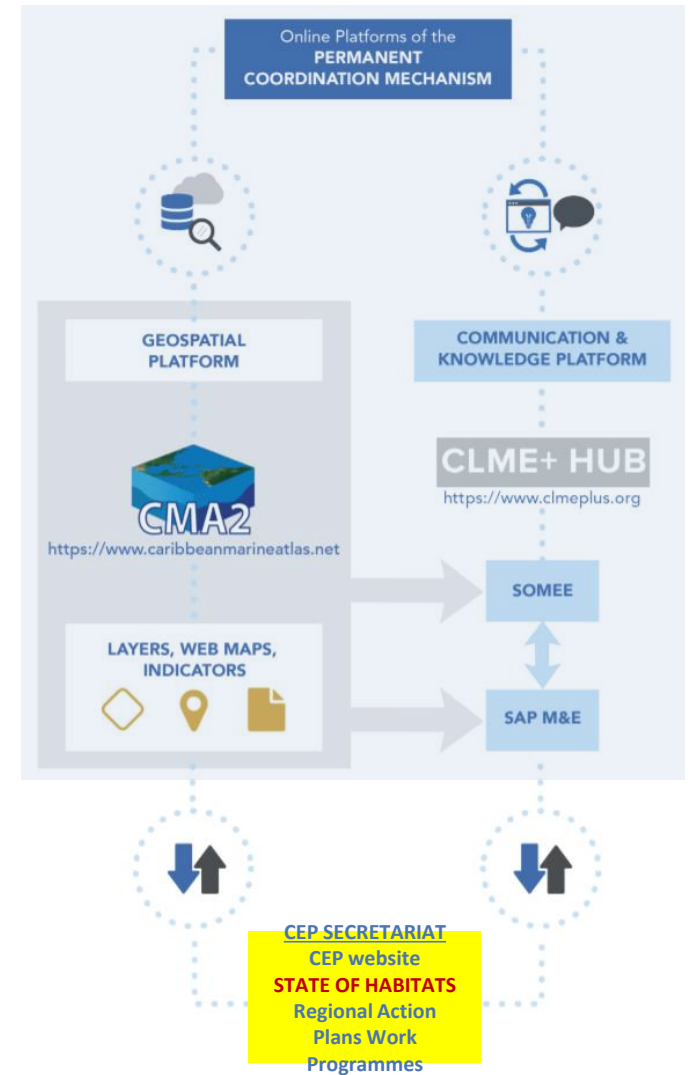 Online Platforms of the
PERMANENT
COORDINATION MECHANISM
GEOSPATIAL
PLATFORM
COMMUNICATION &
KNOWLEDGE PLATFORM
CMA2
https://www.caribbeanmarineatlas.net
CLME+ HUB
https://www.clmeplus.org
SOMEE
LAYERS, WEB MAPS,
INDICATORS
SAP M&E
CEP SECRETARIAT
CEP website
STATE OF HABITATS
Regional Action
Plans Work
Programmes